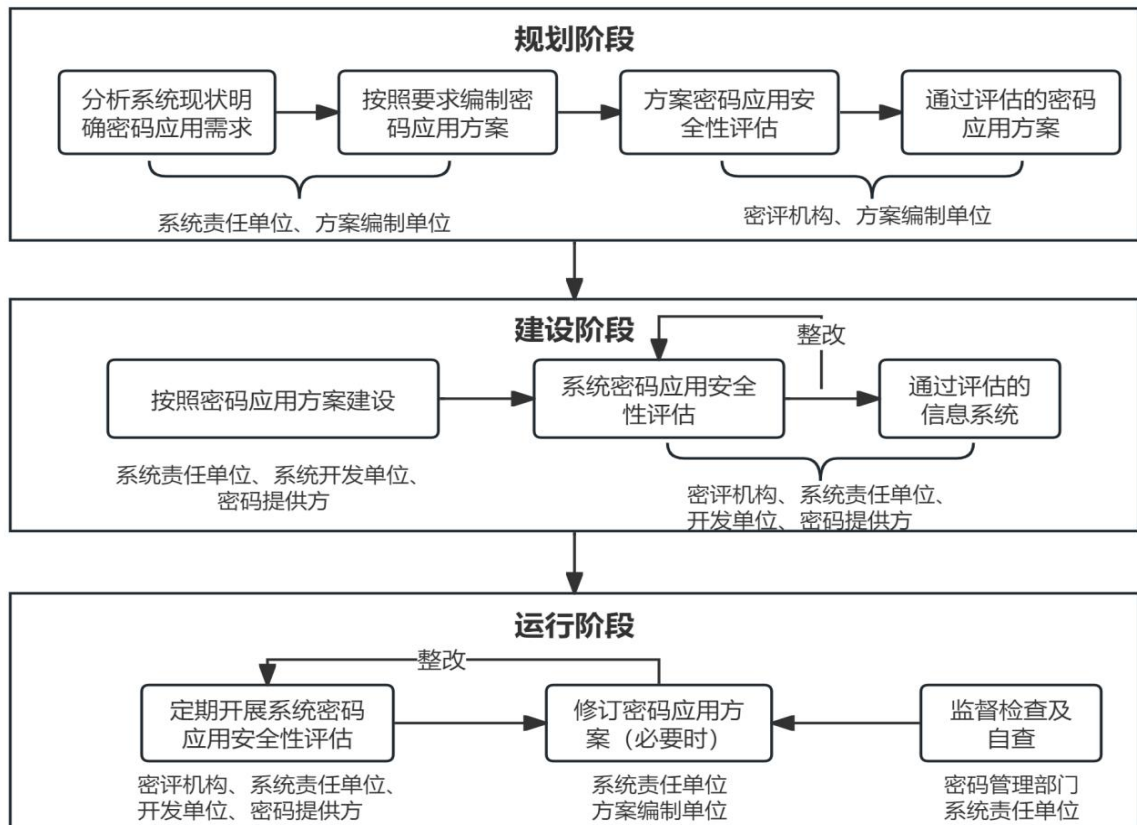 规划阶段
分析系统现状明
确密码应用需求
按照要求编制密
码应用方案
方案密码应用安
全性评估
通过评估的密码
应用方案
系统责任单位、方案编制单位
密评机构、方案编制单位
建设阶段
整改
按照密码应用方案建设
系统密码应用安全
性评估
通过评估的
信息系统
系统责任单位、系统开发单位、
密码提供方
密评机构、系统责任单位、
开发单位、密码提供方
运行阶段
整改
定期开展系统密码
应用安全性评估
修订密码应用方
案（必要时）
监督检查及
自查
密评机构、系统责任单位、
开发单位、密码提供方
系统责任单位
方案编制单位
密码管理部门
系统责任单位